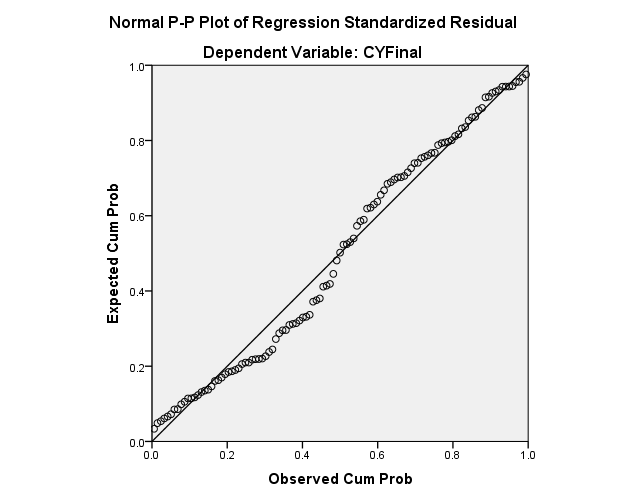 Normal P-P Plot of Regression Standardized Residual
Dependent Variable: CYFinal
Expected Cum Prob
1.0
0.8
0.6
0.4
0.2
0.0
0.0 0.2 0.4 0.6 0.8 1.0
Observed Cum Prob